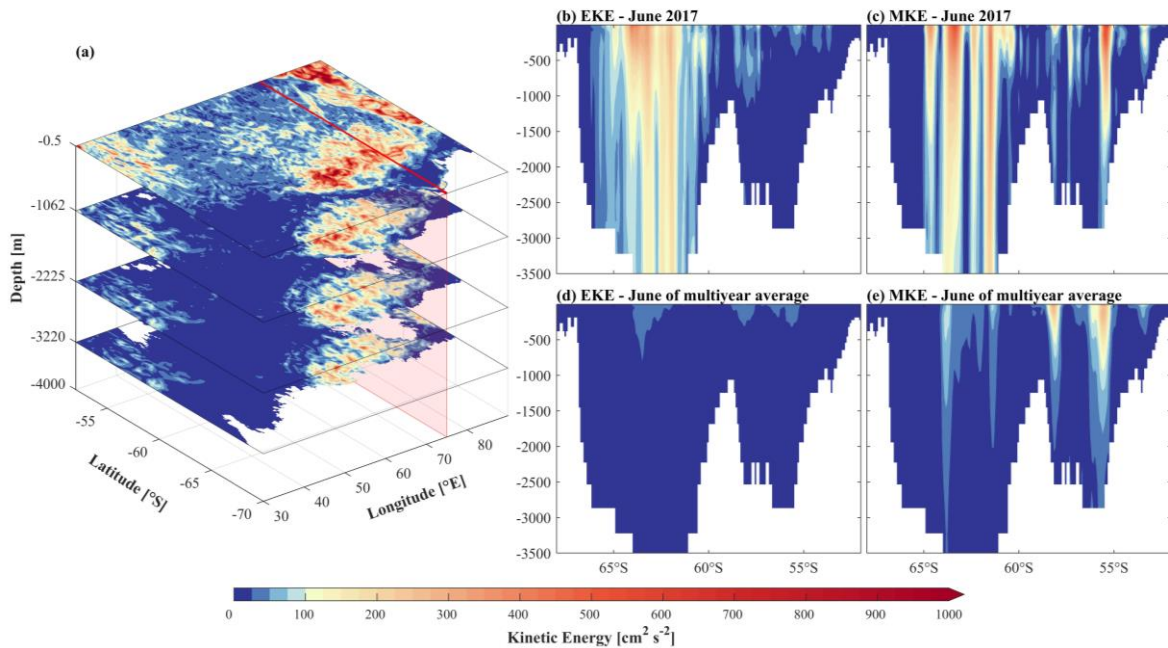 (a)
Depth [m]
-0.5
-1062
-2225
-3220
-4000
-55
-60
-65
-70
Latitude [°S]
30
40
50
60
70
80
Longitude [°E]
(b) EKE - June 2017
-500
-1000
-1500
-2000
-2500
-3000
-3500
(c) MKE - June 2017
(d) EKE - June of multiyear average
-500
-1000
-1500
-2000
-2500
-3000
-3500
65°S
60°S
55°S
(e) MKE - June of multiyear average
65°S
60°S
55°S
0 100 200 300 400 500 600 700 800 900 1000
Kinetic Energy [cm² s⁻²]